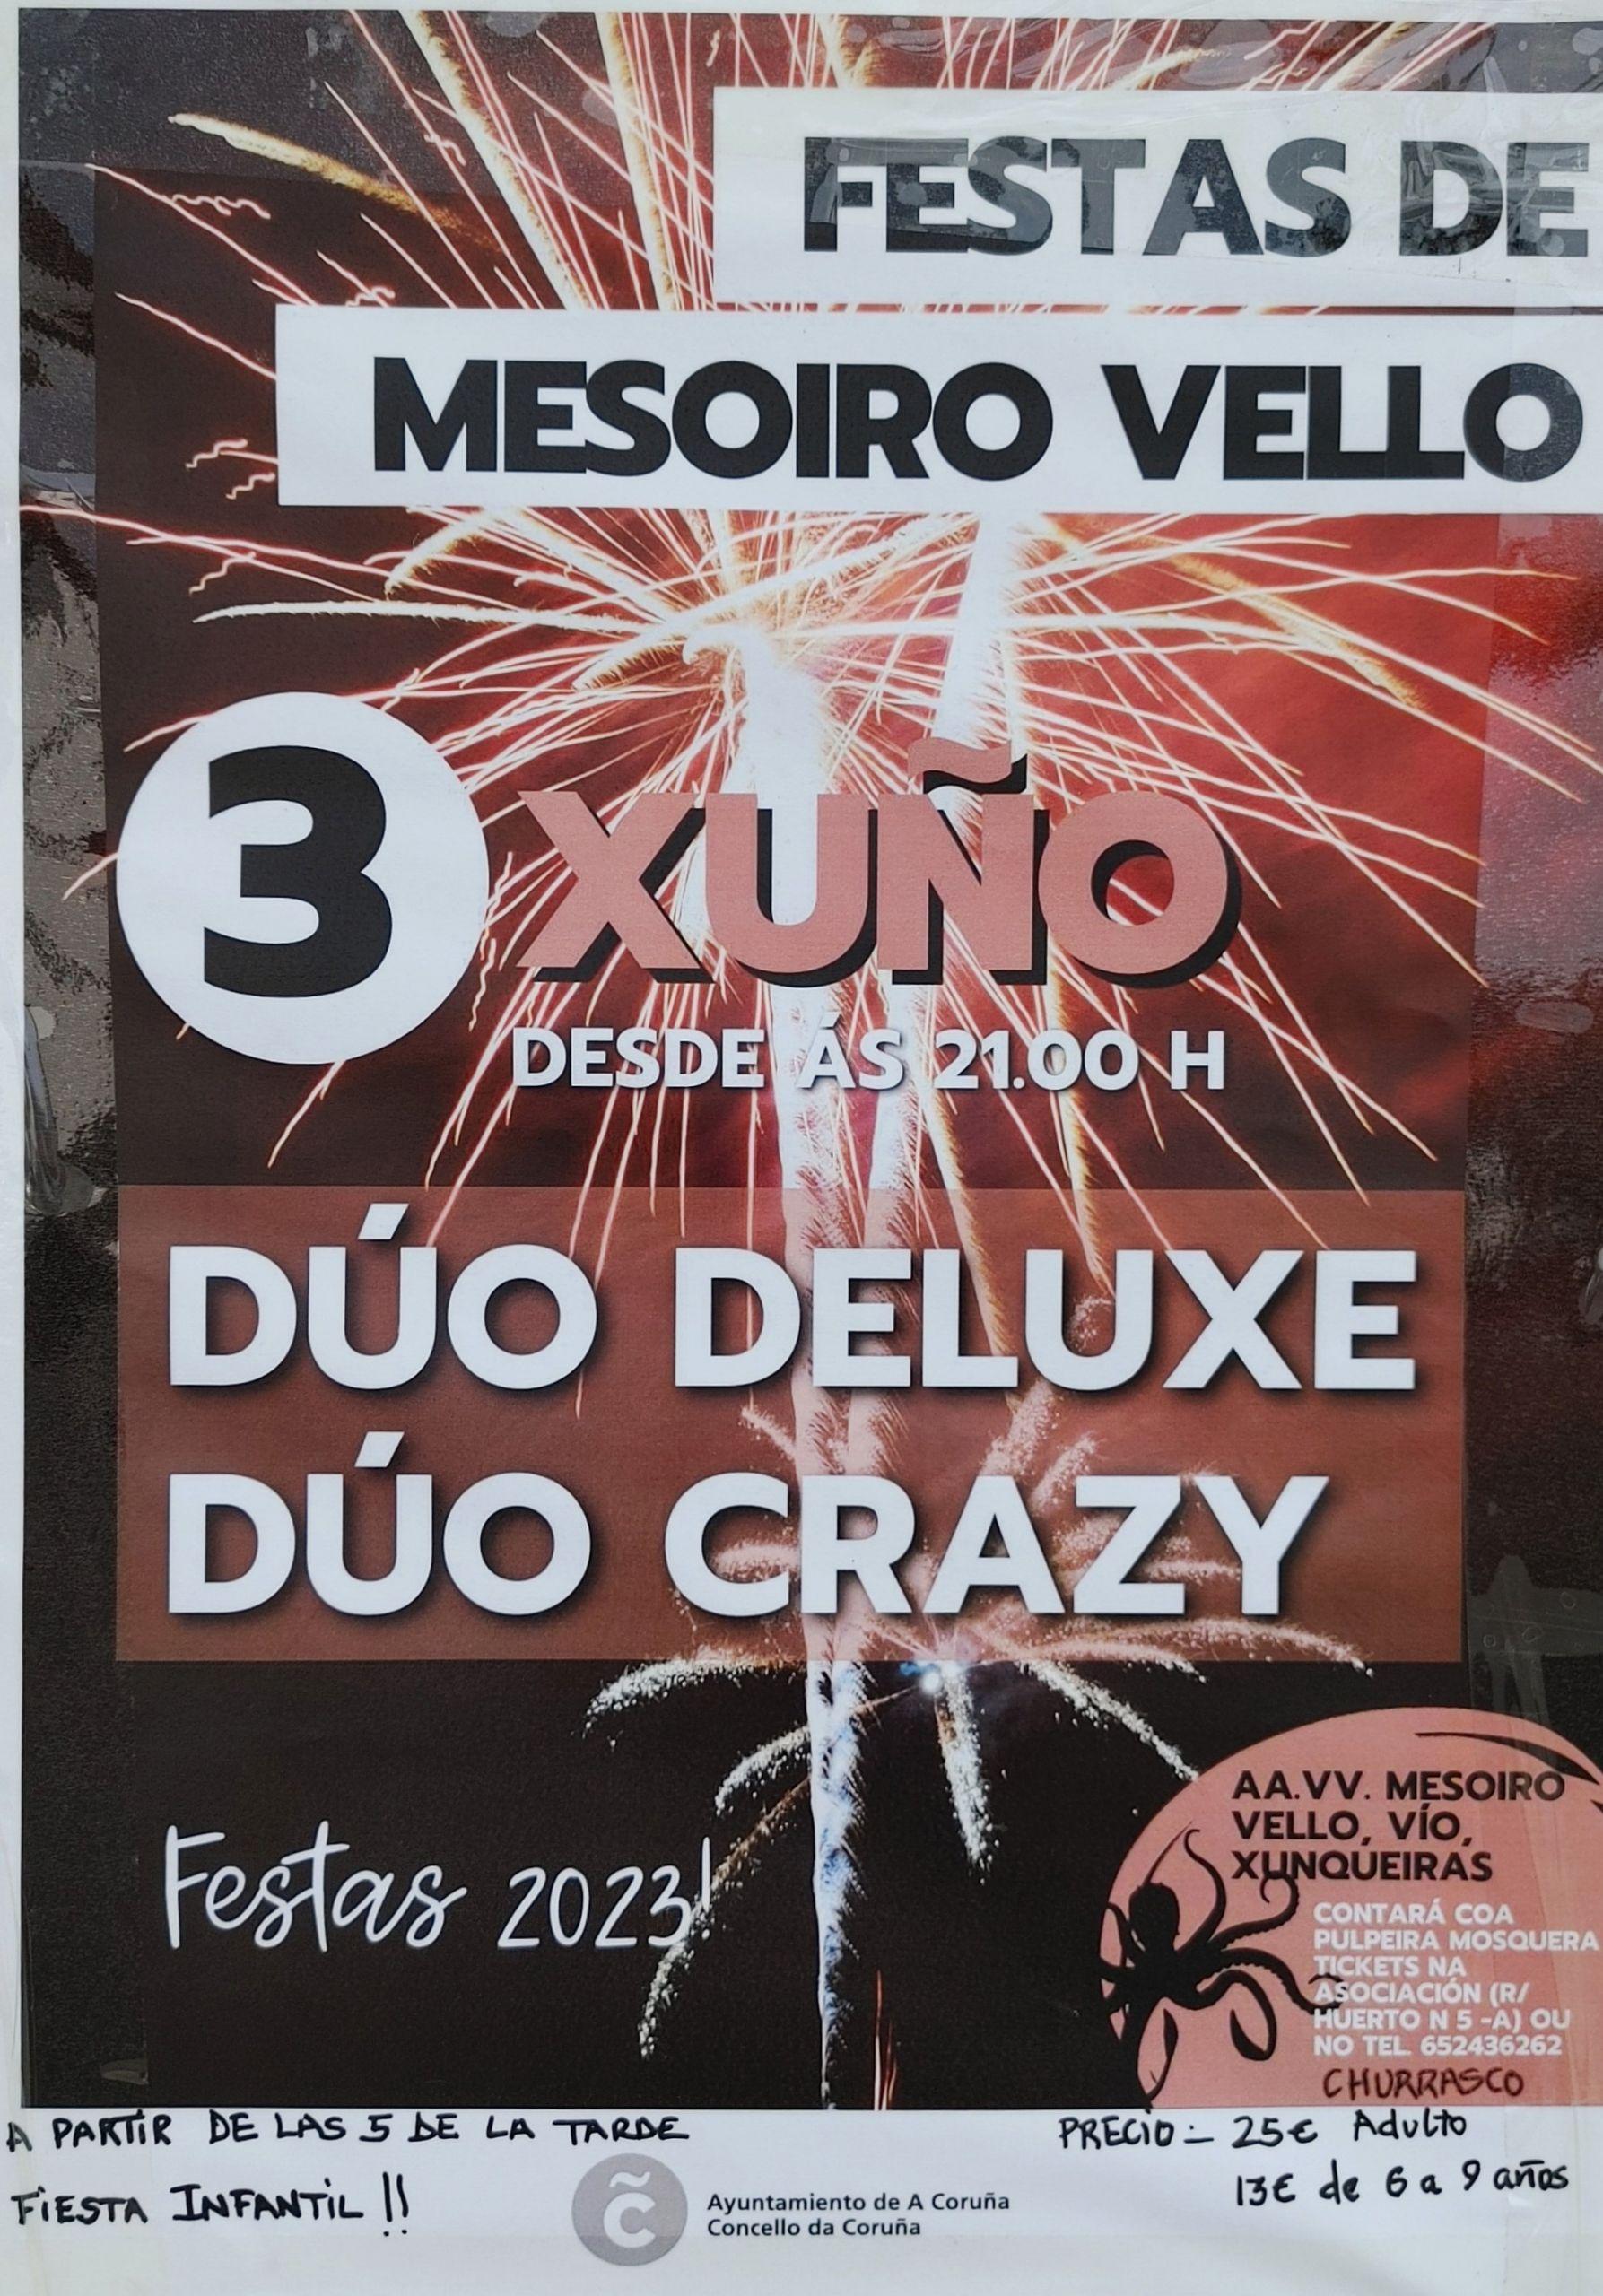 FESTAS DE
MESOIRO VELLO
3 XUÑO
DESDE ÁS 21.00 H
DÚO DELUXE
DÚO CRAZY
Festas 2023!
AA.VV. MESOIRO
VELLO, VÍO,
XUNQUEIRAS
CONTARÁ COA
PULPEIRA MOSQUERA
TICKETS NA
ASOCIACIÓN (R/
HUERTO N 5 -A) OU
NO TEL. 652436262
CHURRASCO
A PARTIR DE LAS 5 DE LA TARDE
FIESTA INFANTIL !!
PRECIO - 25€ Adulto
13€ de 6 a 9 años
Ayuntamiento de A Coruña
Concello da Coruña